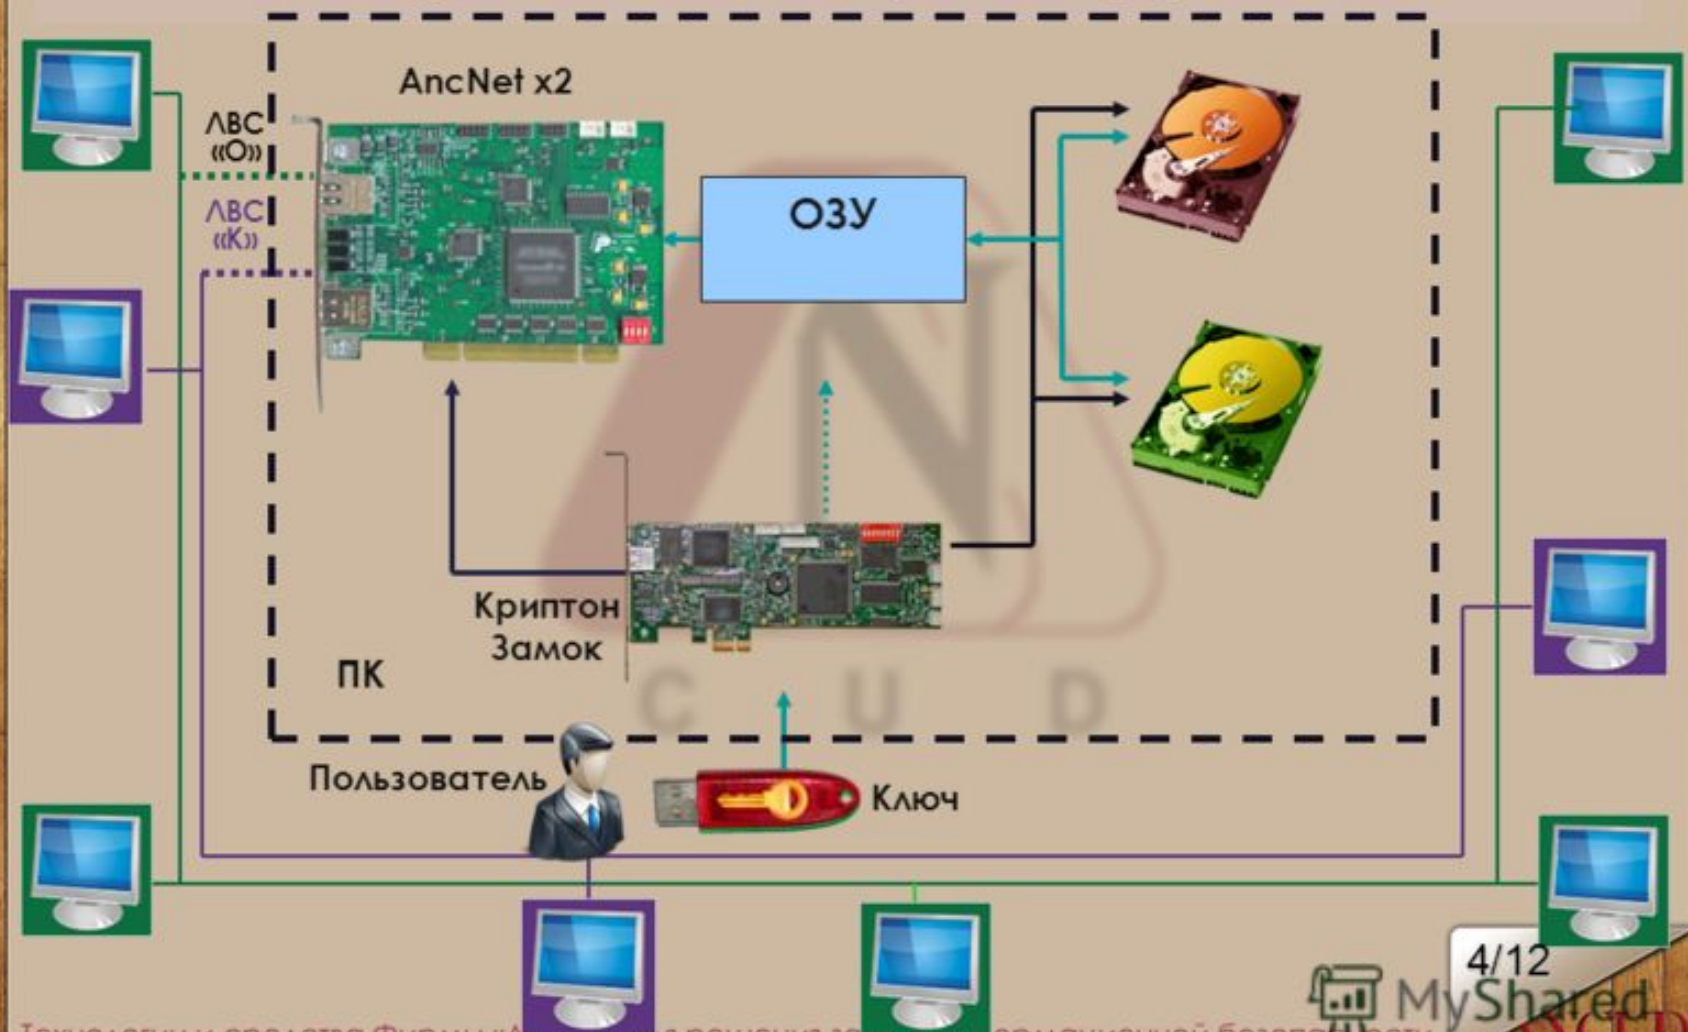 AncNet x2
ЛВС
«О»
ЛВС
«К»
ОЗУ
Криптон
Замок
ПК
C U D
Пользователь
Ключ
4/12
MyShared